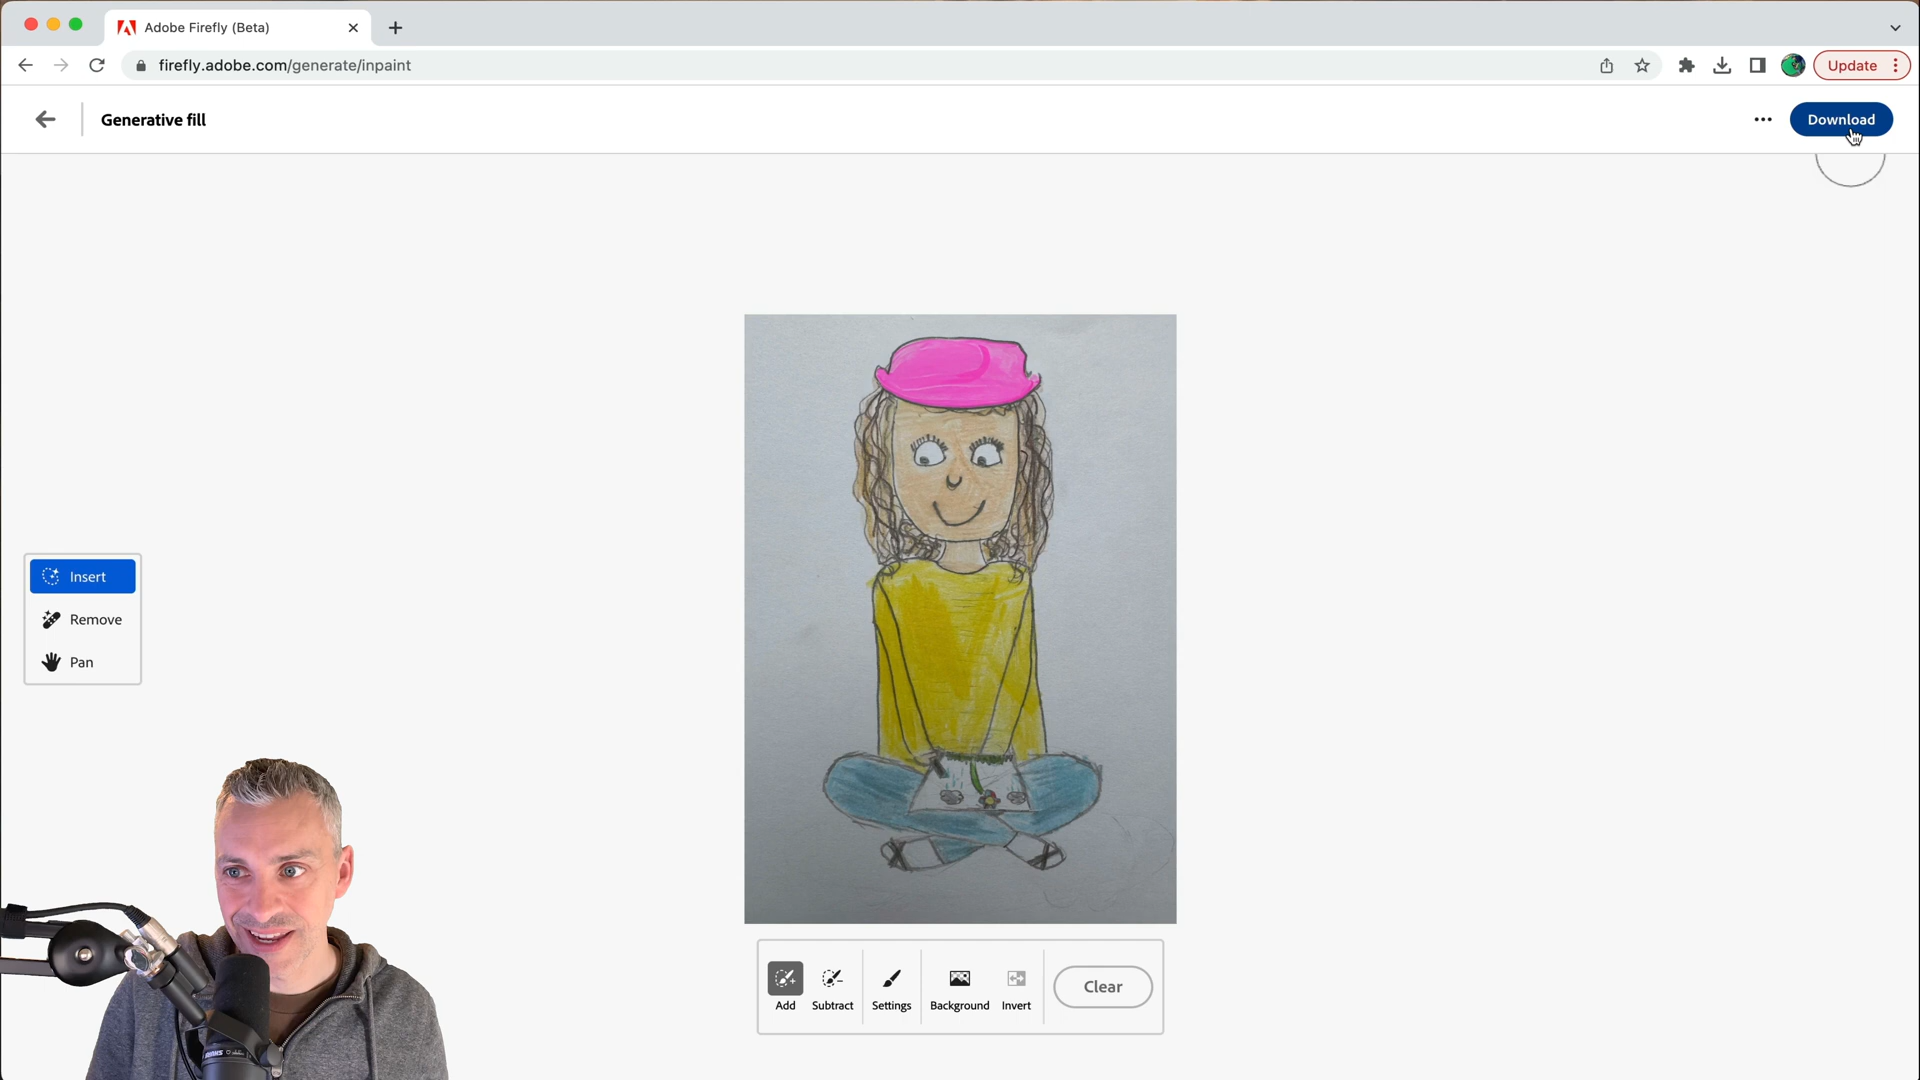 Adobe Firefly (Beta)
firefly.adobe.com/generate/inpaint
Update
Generative fill
Download
Insert
Remove
Pan
Add
Subtract
Settings
Background
Invert
Clear